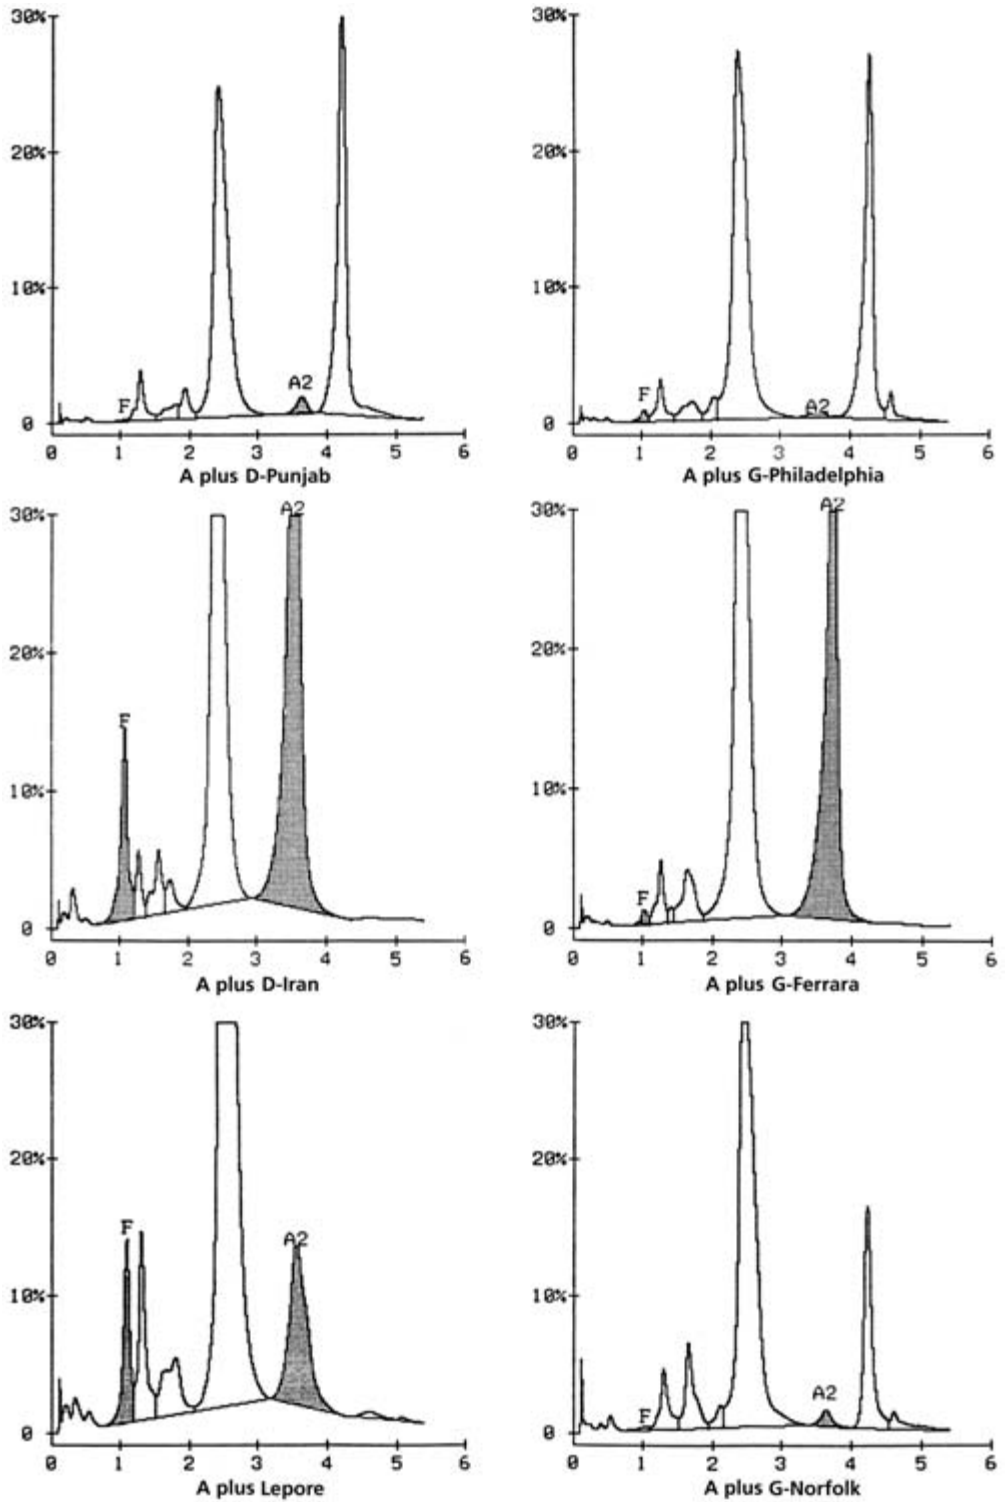 30%
20%
10%
0
F
A2
0 1 2 3 4 5 6
A plus D-Punjab
30%
20%
10%
0
F
A2
0 1 2 3 4 5 6
A plus G-Philadelphia
30%
20%
10%
0
F
A2
0 1 2 3 4 5 6
A plus D-Iran
30%
20%
10%
0
F
A2
0 1 2 3 4 5 6
A plus G-Ferrara
30%
20%
10%
0
F
A2
0 1 2 3 4 5 6
A plus Lepore
30%
20%
10%
0
F
A2
0 1 2 3 4 5 6
A plus G-Norfolk